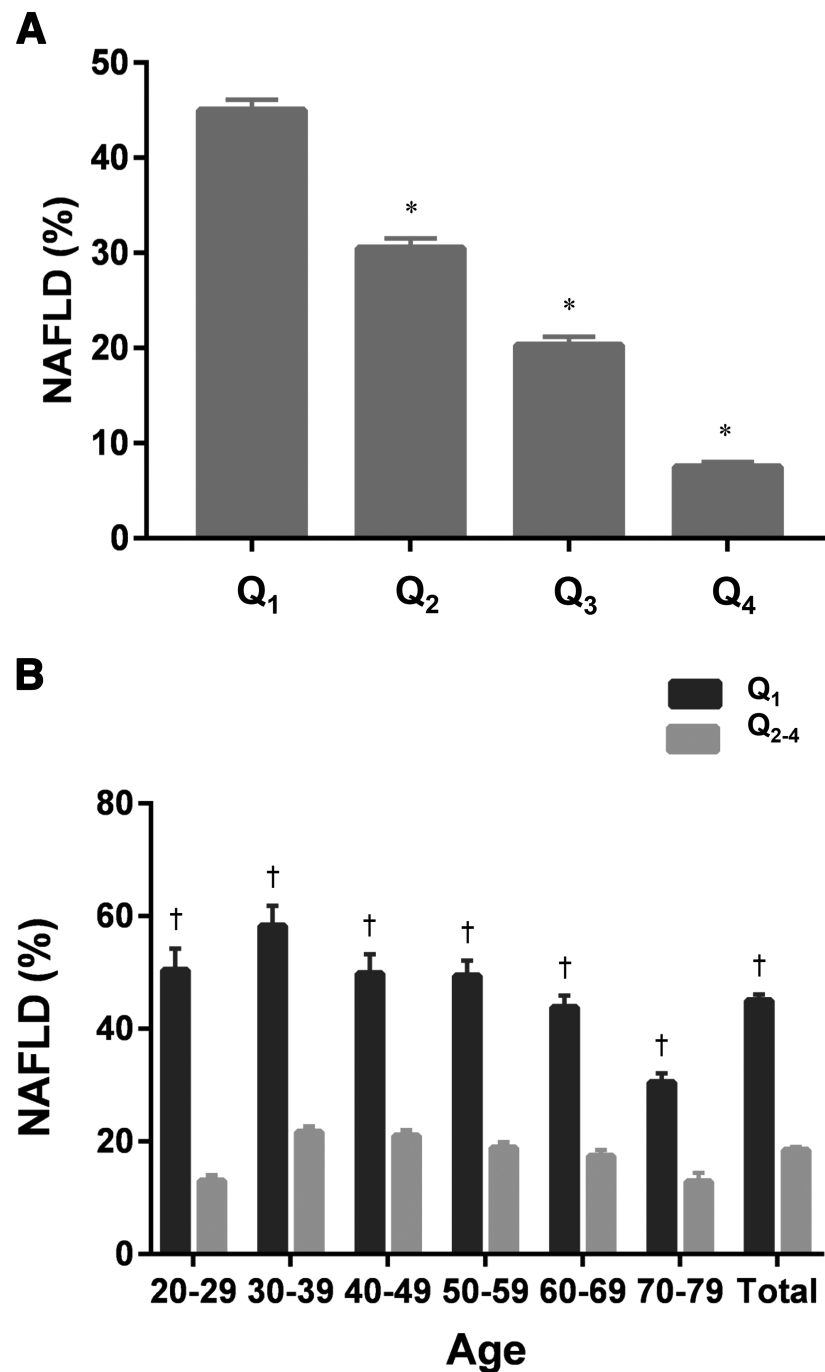 A
50
40
30
20
10
0
NAFLD (%)
*
*
*
Q₁ Q₂ Q₃ Q₄
B
Q₁
Q₂₋₄
80
60
40
20
0
NAFLD (%)
† † † † † † †
20-29 30-39 40-49 50-59 60-69 70-79 Total
Age